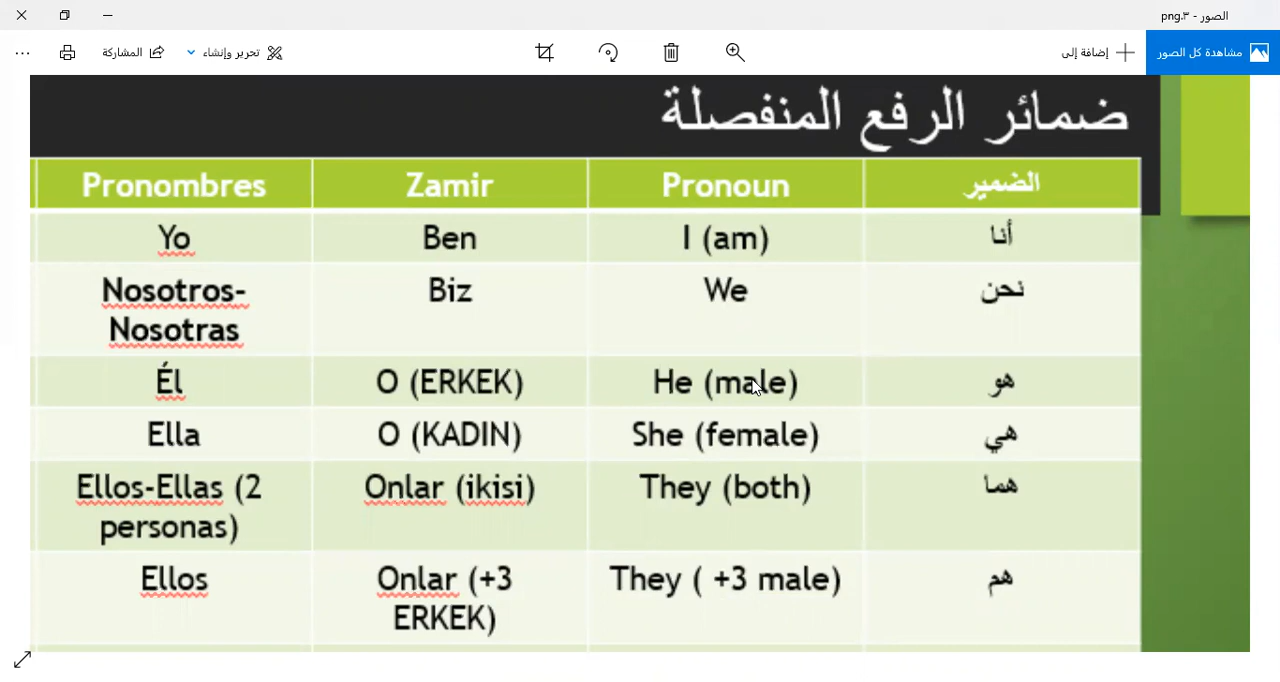 الصور - ٣.png
مشاهدة كل الصور
إضافة إلى
تحرير وإنشاء
المشاركة
ضمائر الرفع المنفصلة
الضمير Pronoun Zamir Pronombres
أنا I (am) Ben Yo
نحن We Biz Nosotros-
Nosotras
هو He (male) O (ERKEK) Él
هي She (female) O (KADIN) Ella
هما They (both) Onlar (ikisi) Ellos-Ellas (2
personas)
هم They ( +3 male) Onlar (+3 Ellos
ERKEK)